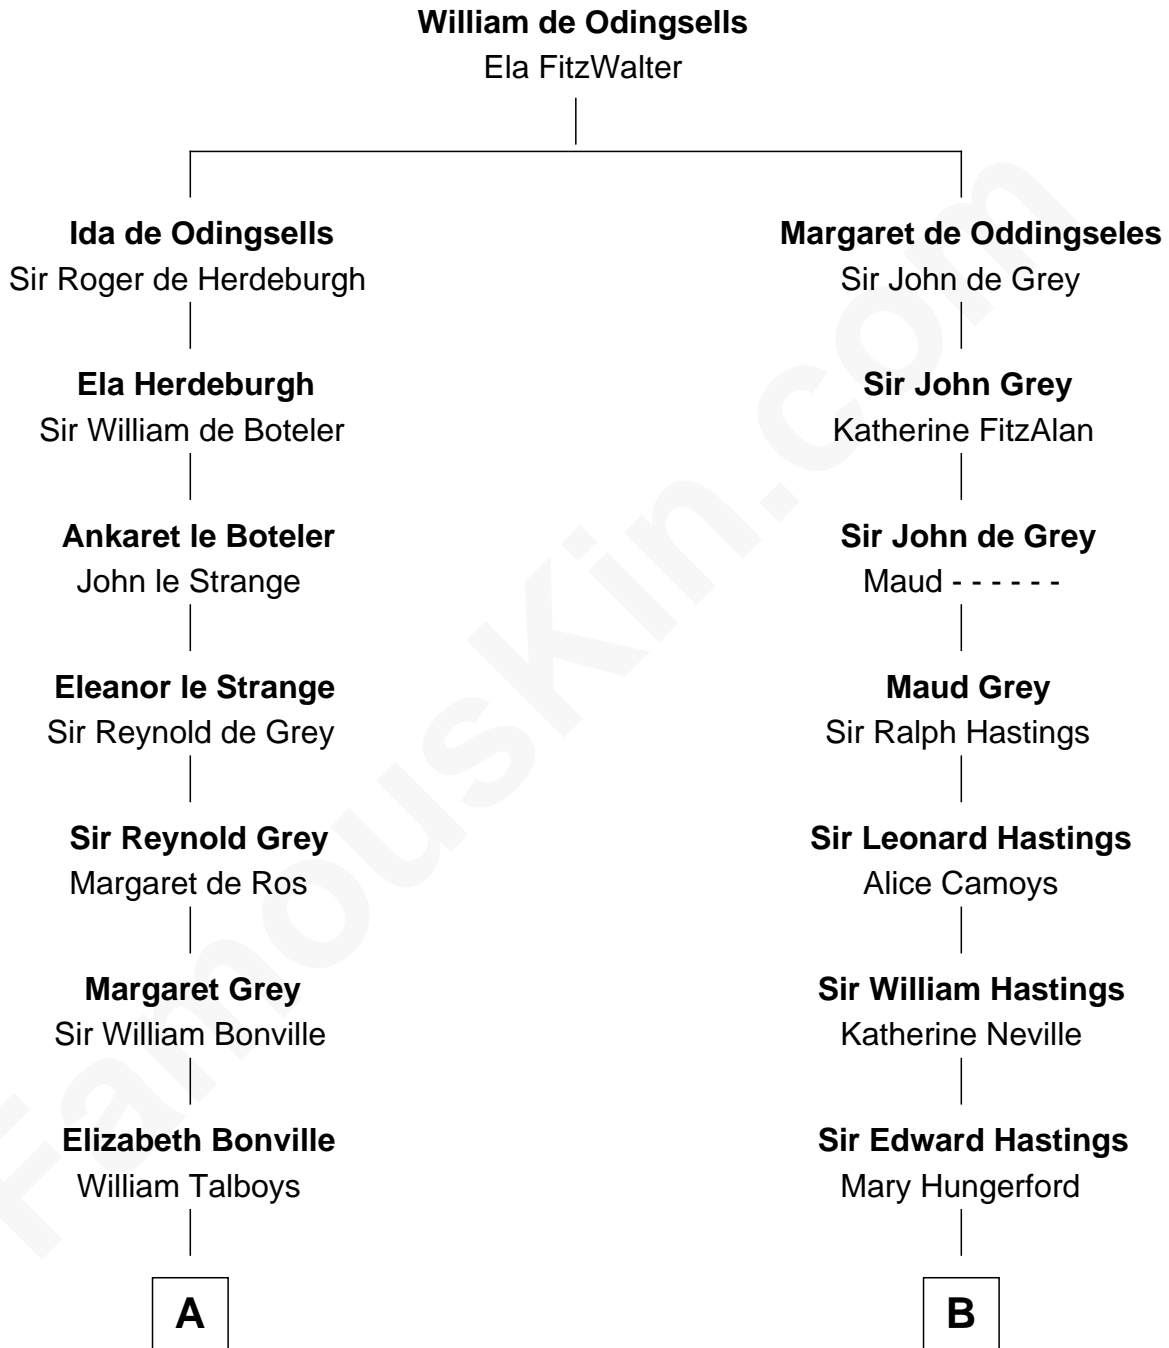 William de Odingsells
Ela FitzWalter
Ida de Odingsells
Sir Roger de Herdeburgh
Margaret de Oddingseles
Sir John de Grey
Ela Herdeburgh
Sir William de Boteler
Sir John Grey
Katherine FitzAlan
Ankaret le Boteler
John le Strange
Sir John de Grey
Maud - - - - - -
Eleanor le Strange
Sir Reynold de Grey
Maud Grey
Sir Ralph Hastings
Sir Reynold Grey
Margaret de Ros
Sir Leonard Hastings
Alice Camoys
Margaret Grey
Sir William Bonville
Sir William Hastings
Katherine Neville
Elizabeth Bonville
William Talboys
Sir Edward Hastings
Mary Hungerford
A
B
FamousKin.com